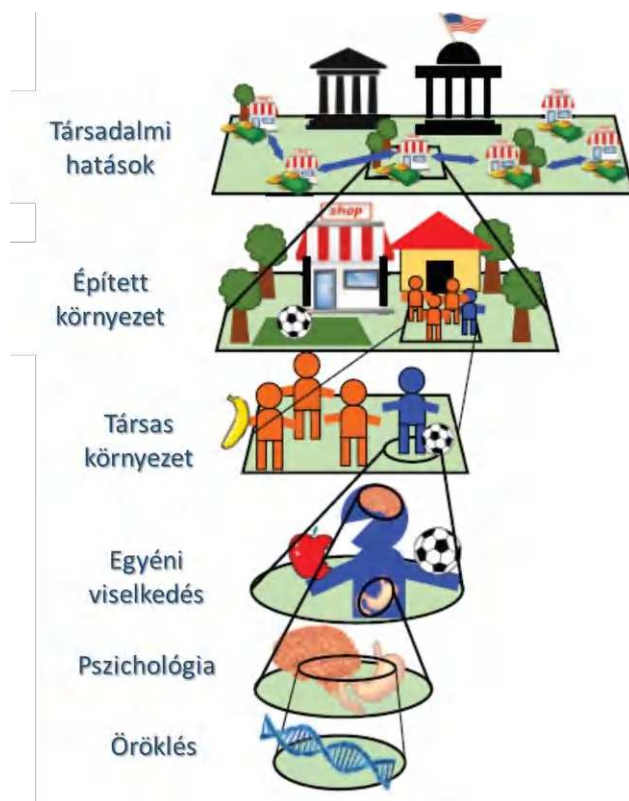 Társadalmi
hatások
shop
Épített
környezet
Társas
környezet
Egyéni
viselkedés
Pszichológia
Öröklés